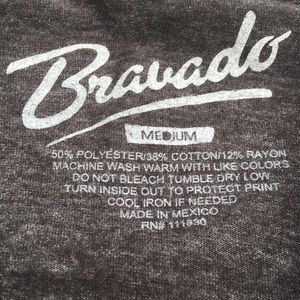 Bravado
MEDIUM
50% POLYESTER/38% COTTON/12% RAYON
MACHINE WASH WARM WITH LIKE COLORS
DO NOT BLEACH TUMBLE DRY LOW
TURN INSIDE OUT TO PROTECT PRINT
COOL IRON IF NEEDED
MADE IN MEXICO
RN# 111830